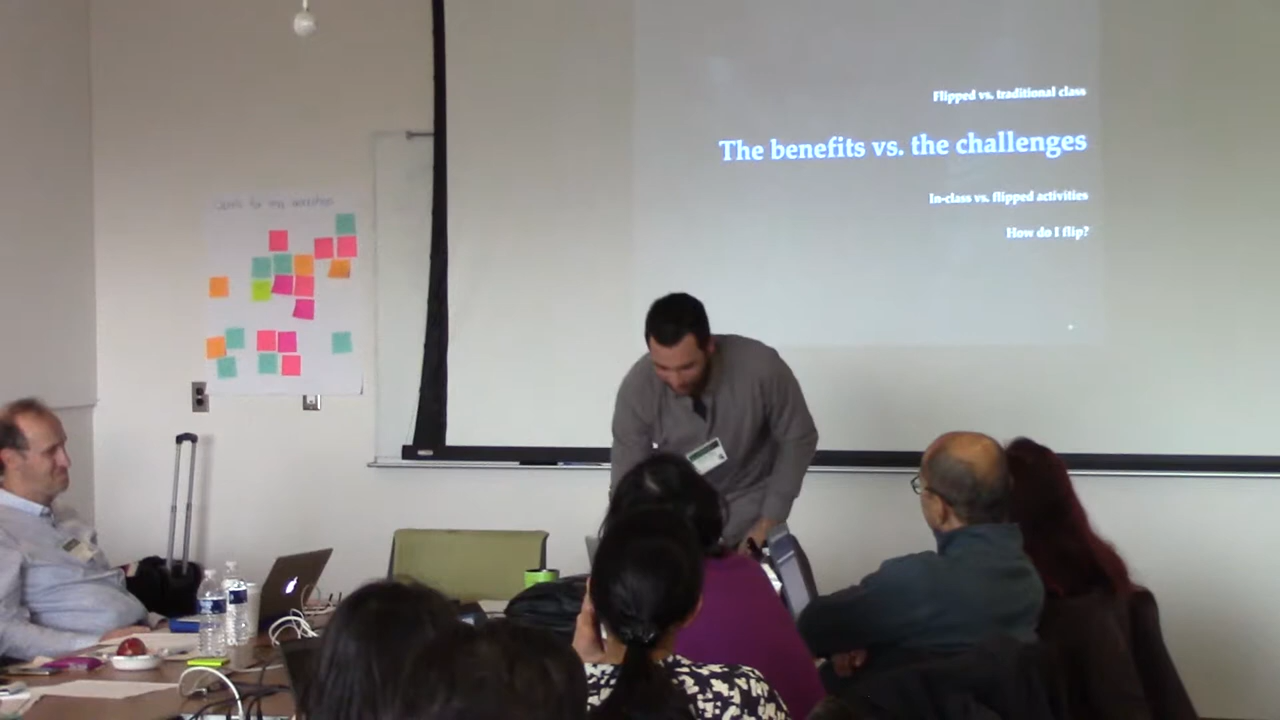 Flipped vs. traditional class
The benefits vs. the challenges
In-class vs. flipped activities
How do I flip?